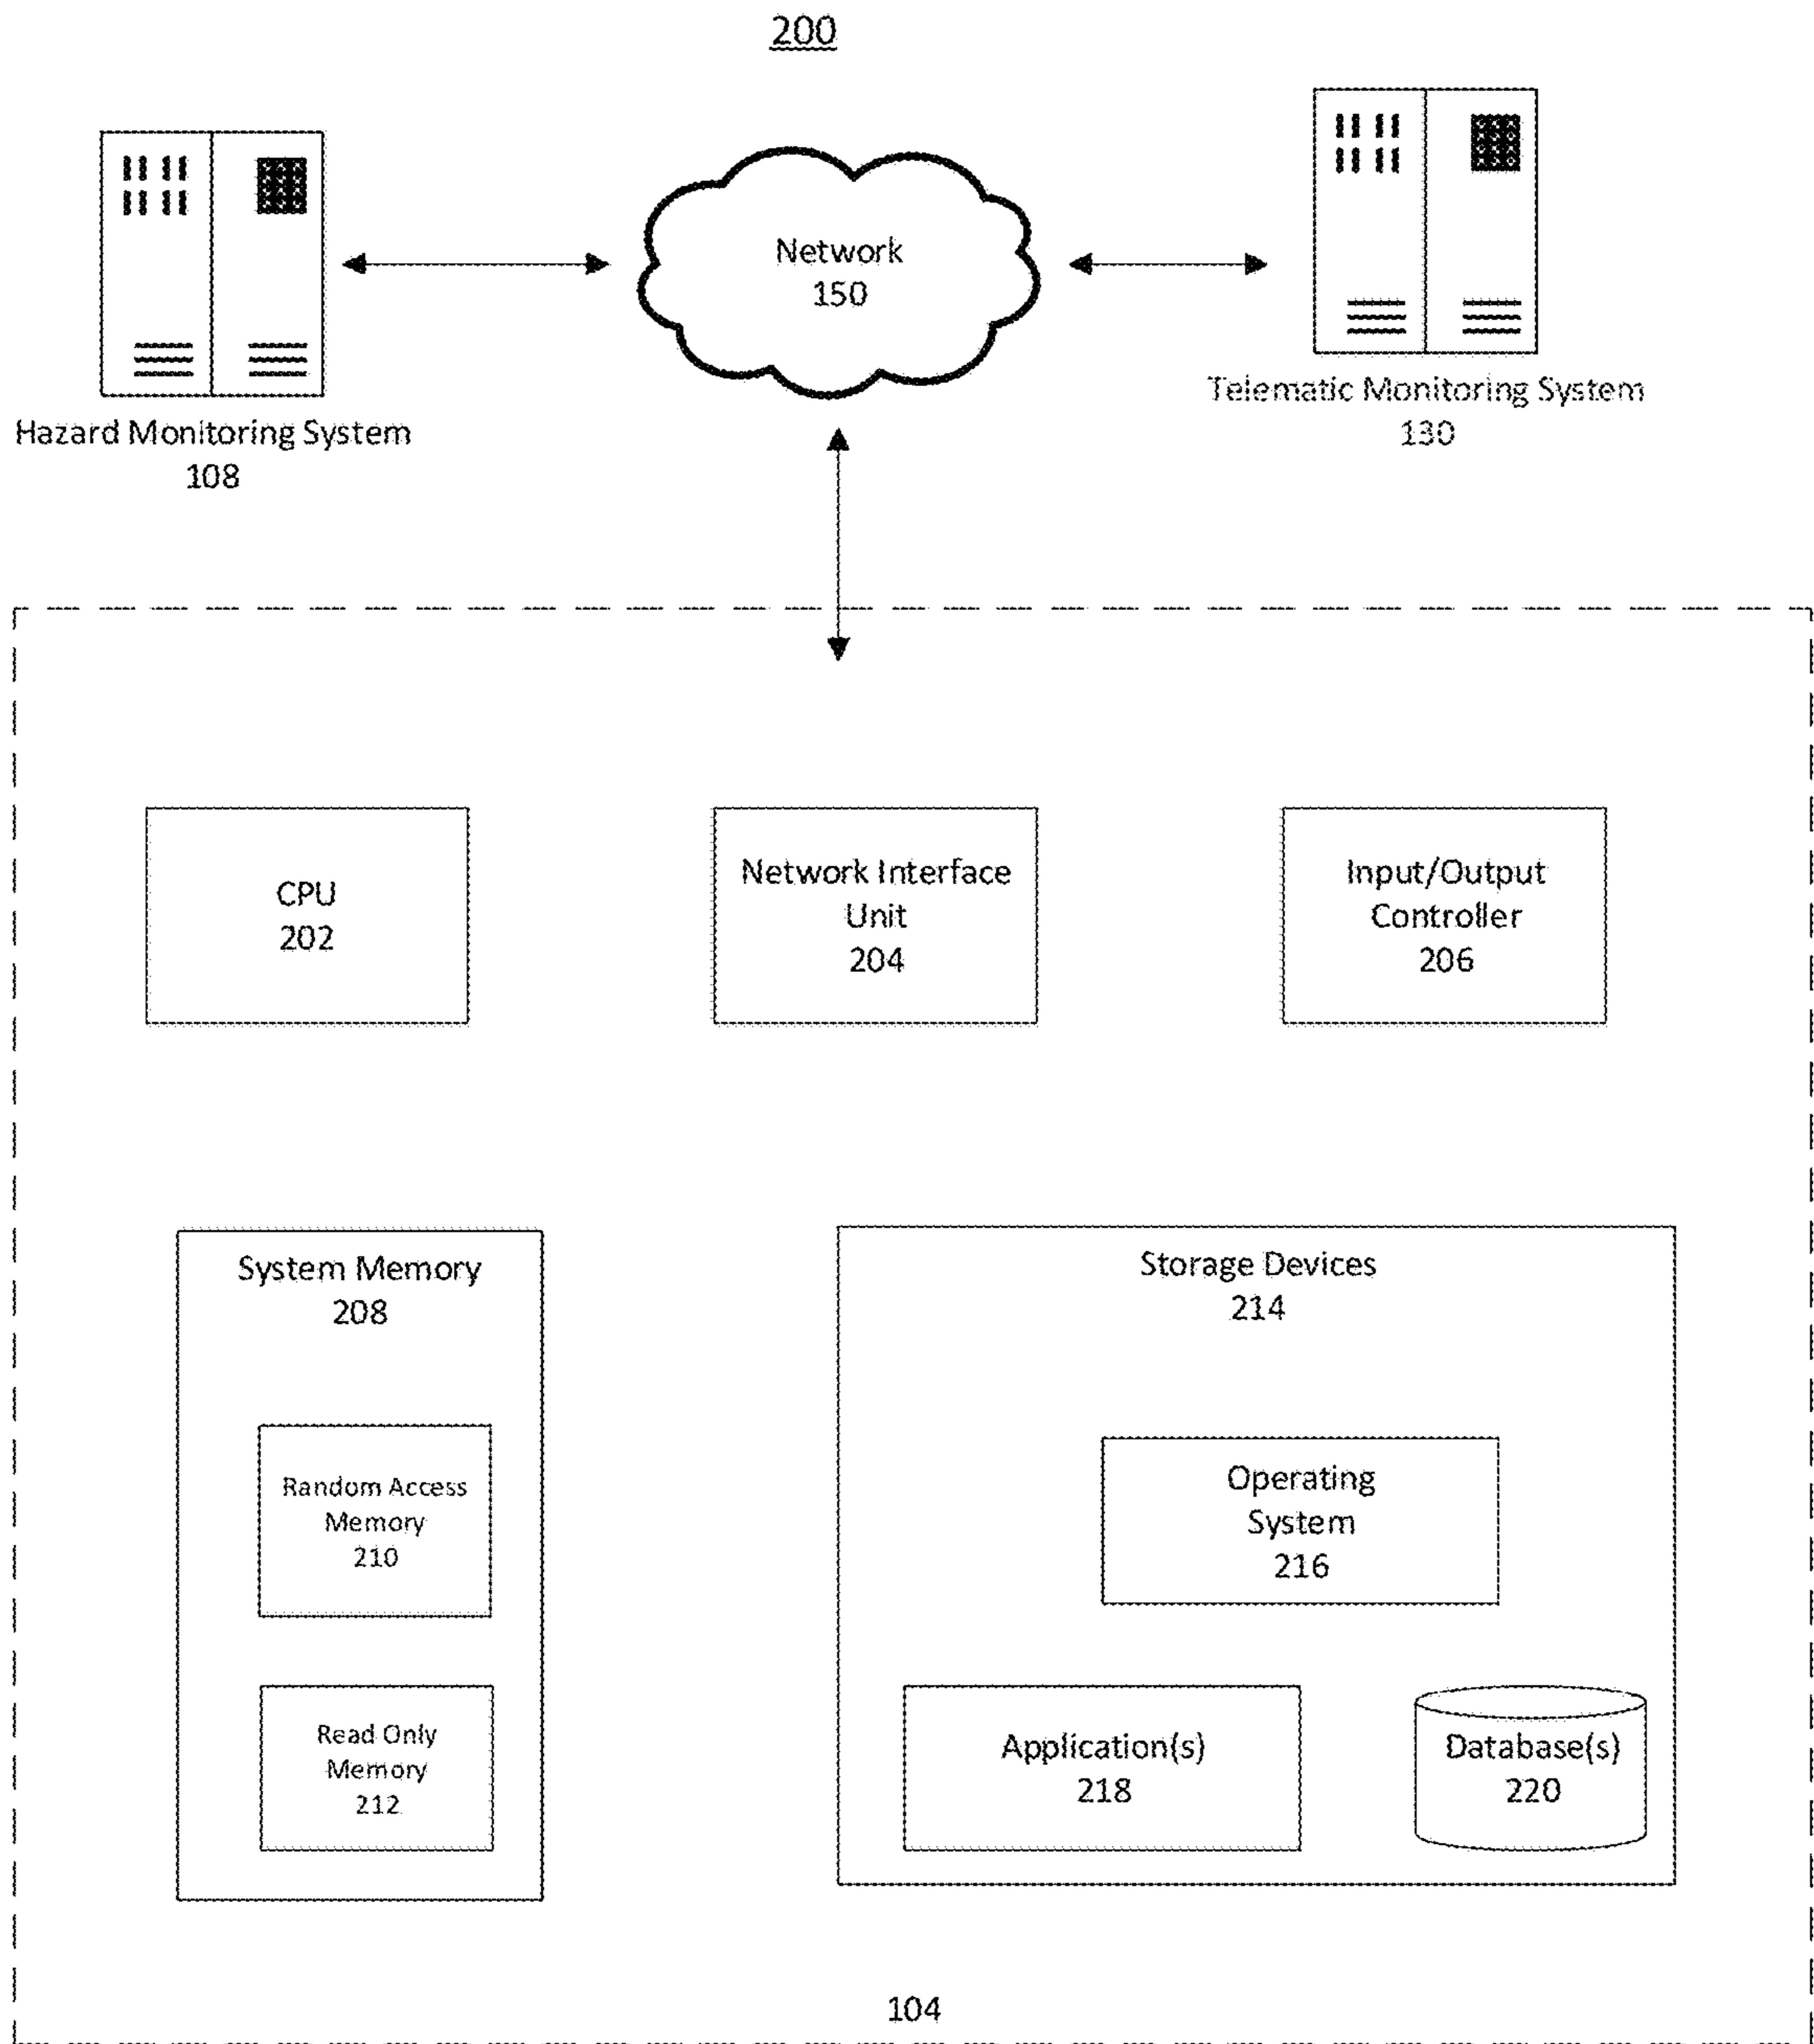 200
Network
150
Hazard Monitoring System
108
Telematic Monitoring System
130
CPU
202
Network Interface
Unit
204
Input/Output
Controller
206
System Memory
208
Random Access
Memory
210
Read Only
Memory
212
Storage Devices
214
Operating
System
216
Application(s)
218
Database(s)
220
104